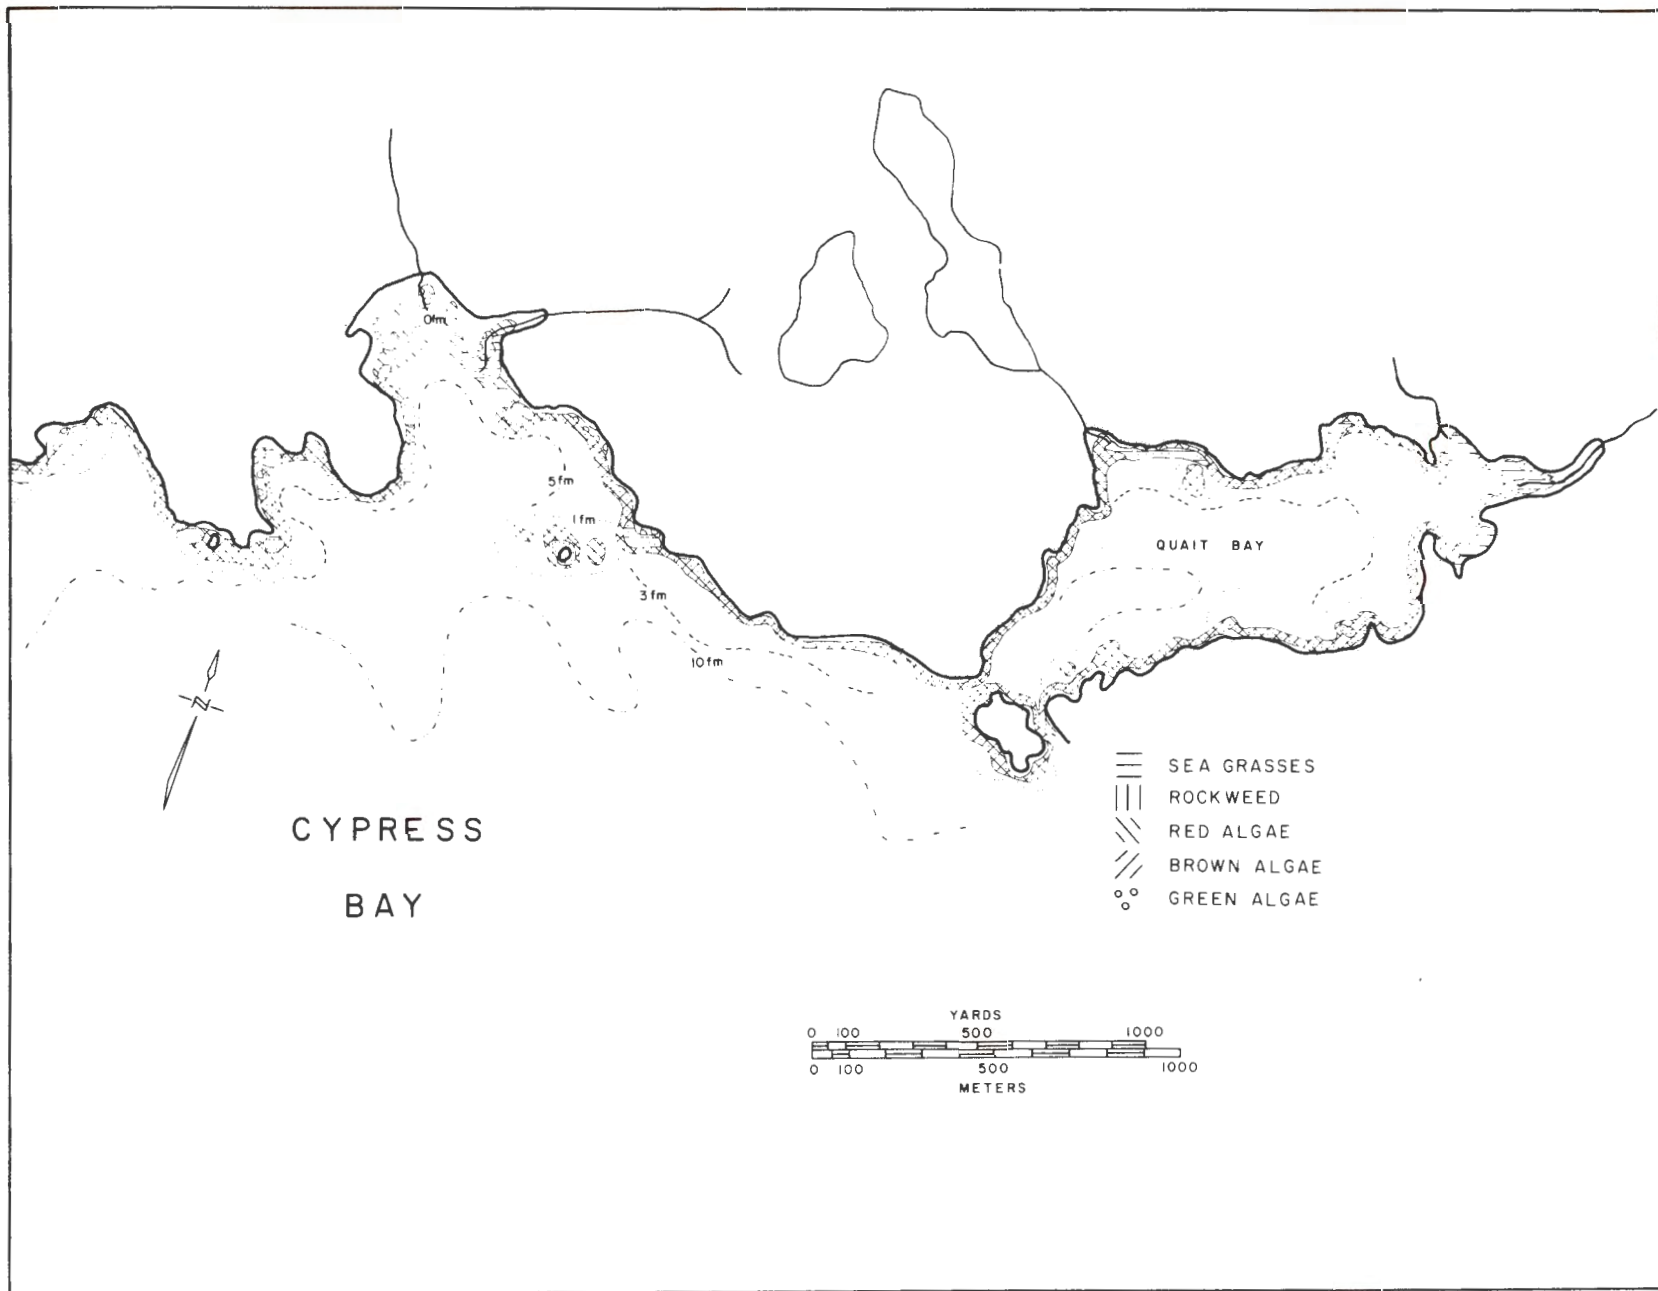 0fm
5fm
1fm
QUAIT BAY
3fm
10fm
N
CYPRESS
BAY
SEA GRASSES
ROCKWEED
RED ALGAE
BROWN ALGAE
GREEN ALGAE
YARDS
0 100 500 1000
0 100 500 1000
METERS